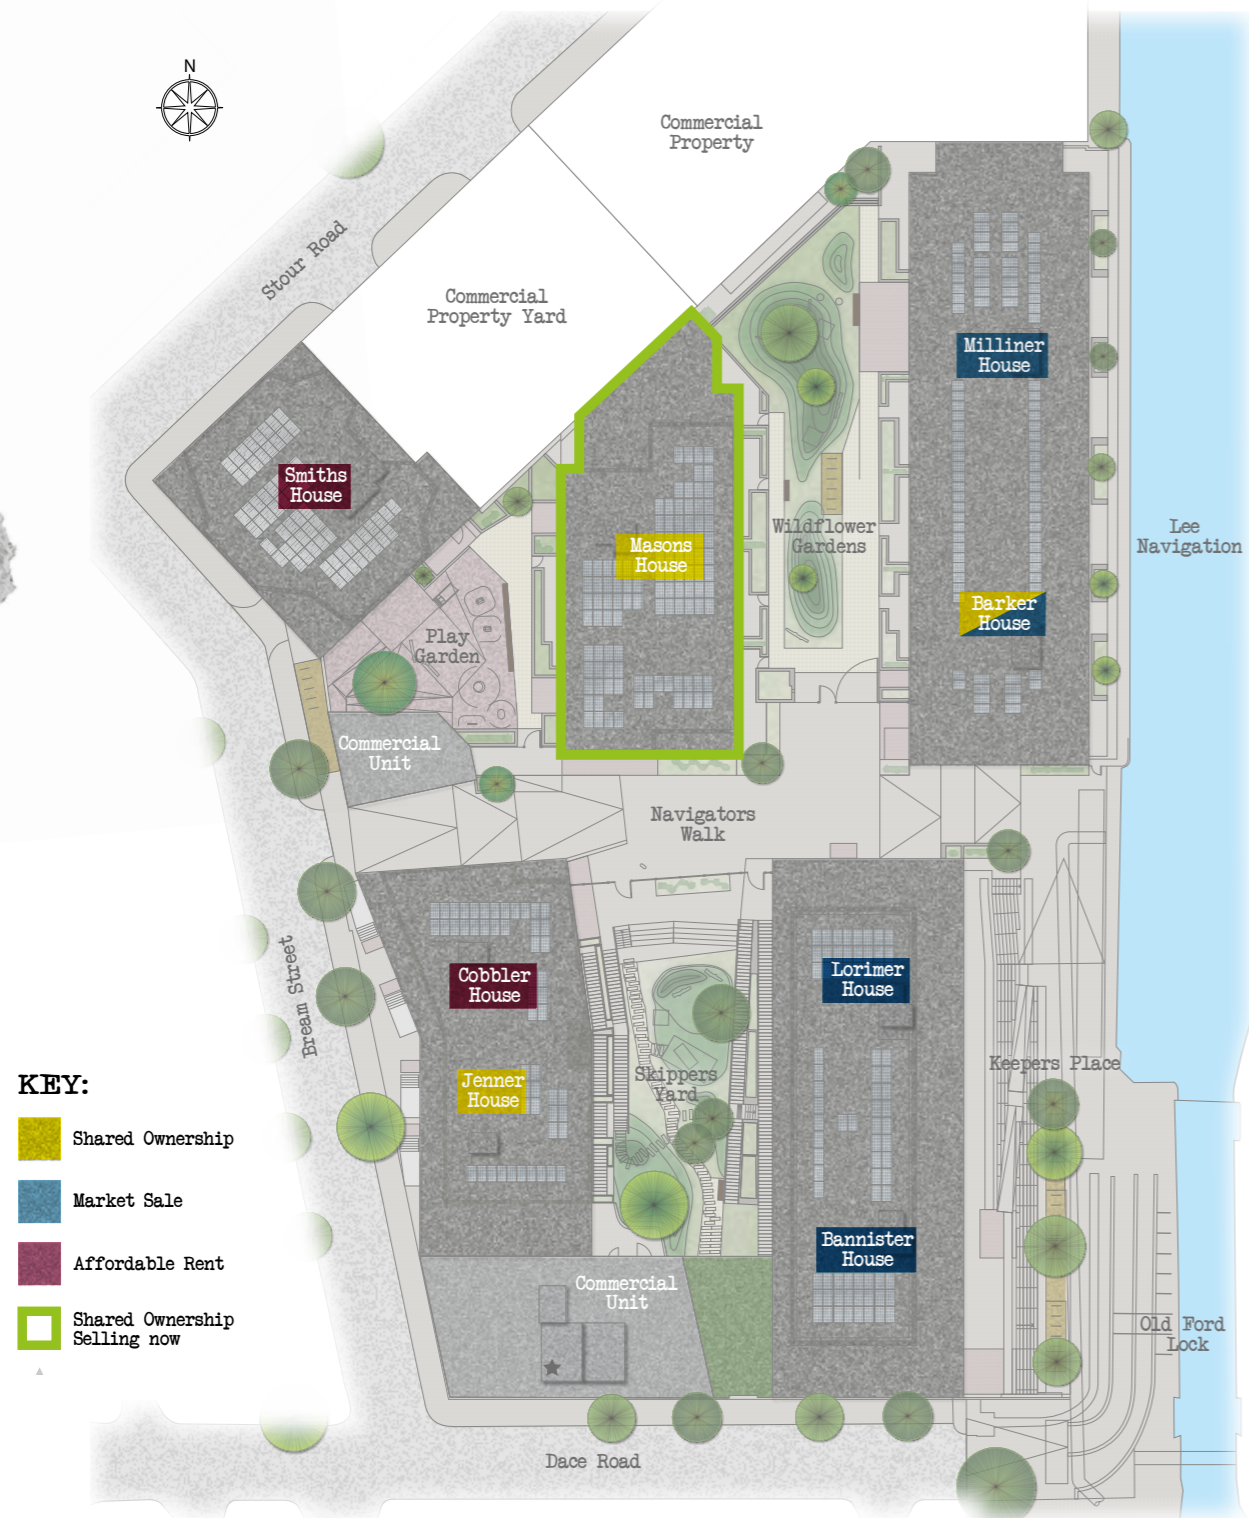 N
Commercial
Property
Stour Road
Commercial
Property Yard
Milliner
House
Smiths
House
Masons
House
Wildflower
Gardens
Lee
Navigation
Barker
House
Play
Garden
Commercial
Unit
Navigators
Walk
Cobbler
House
Lorimer
House
Bream Street
Jenner
House
Skippers
Yard
Keepers Place
KEY:
Shared Ownership
Market Sale
Affordable Rent
Shared Ownership
Selling now
Bannister
House
Commercial
Unit
Old Ford
Lock
Dace Road